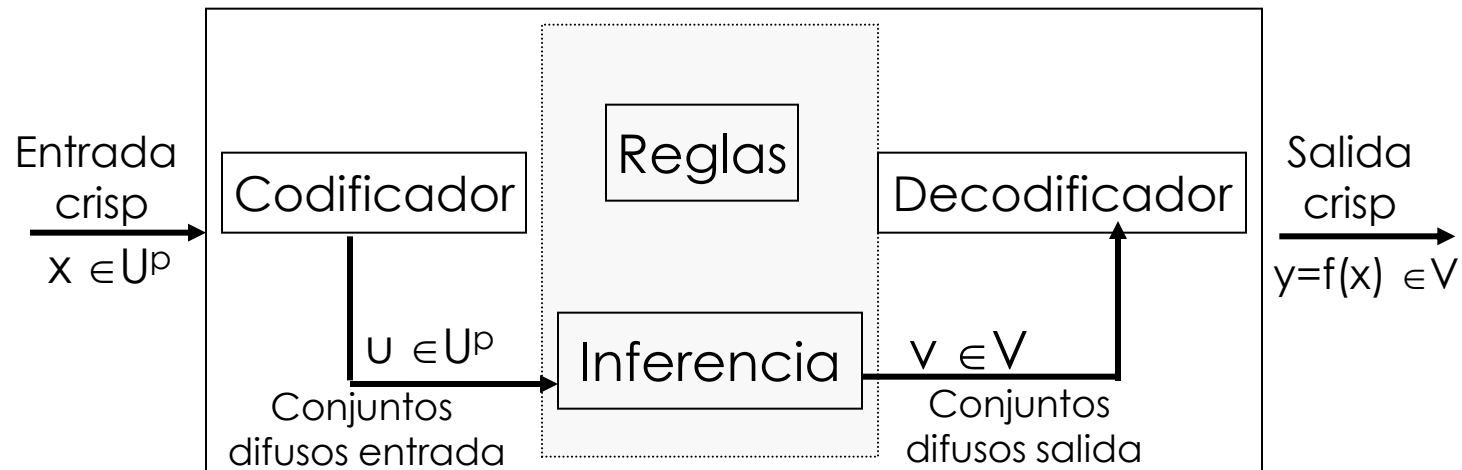 Entrada
crisp
x ∈Uᵖ
Codificador
Reglas
Decodificador
Salida
crisp
y=f(x) ∈V
u ∈Uᵖ
Inferencia
v ∈V
Conjuntos
difusos entrada
Conjuntos
difusos salida